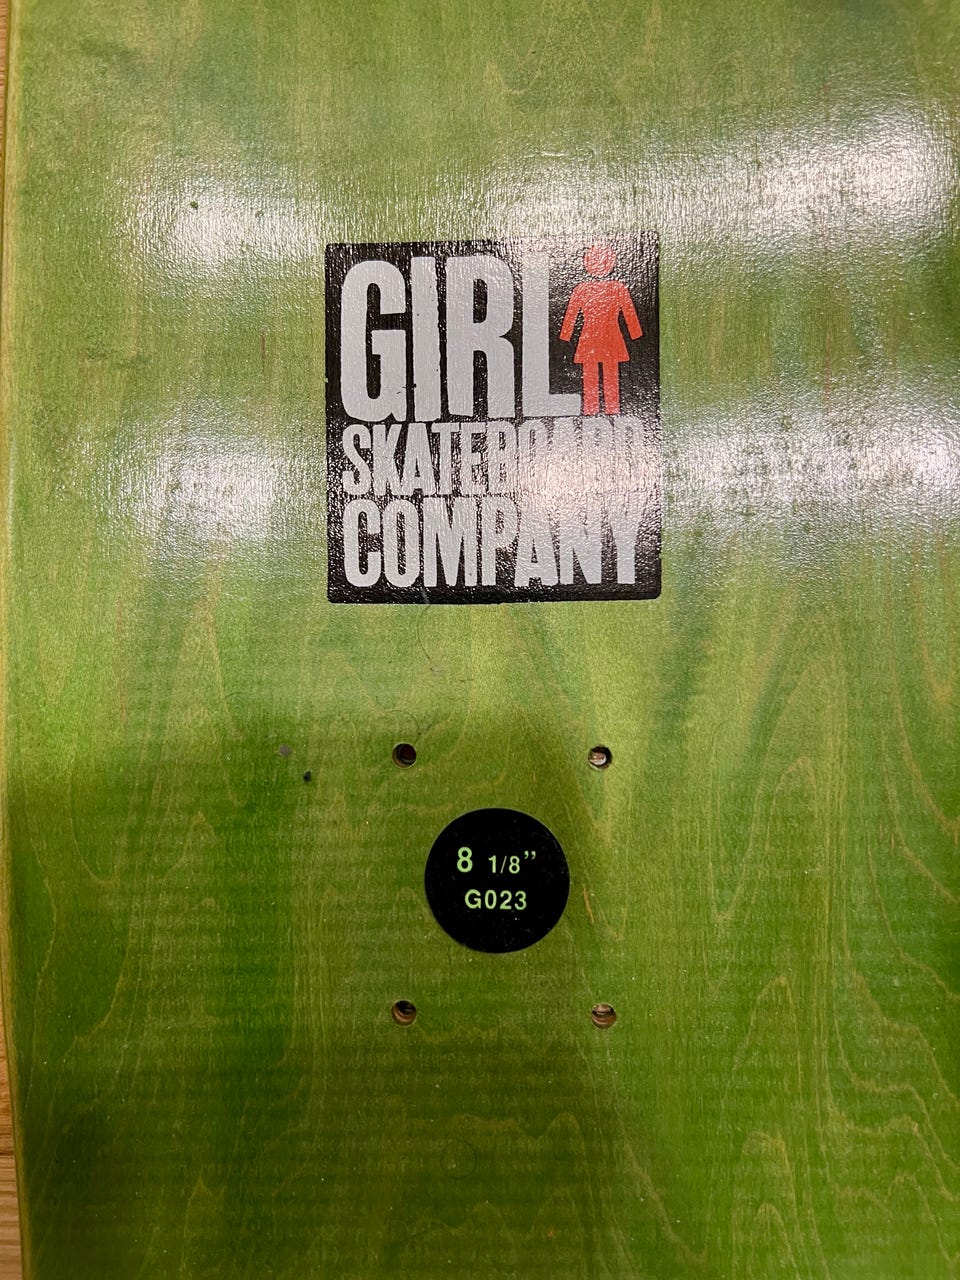 GIRL
SKATEBOARD
COMPANY
8 1/8”
G023